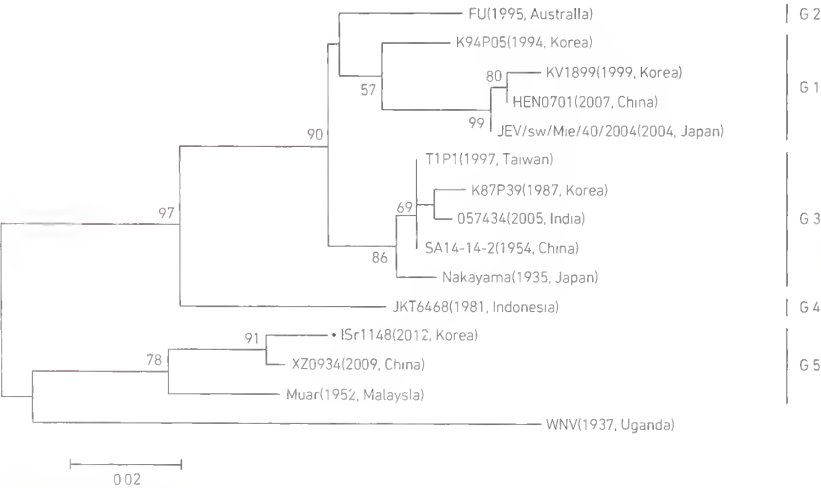 FU(1995, Australia) G 2
K94P05(1994, Korea)
80 KV1899(1999, Korea)
57 G 1
HEN0701(2007, China)
99 JEV/sw/Mie/40/2004(2004, Japan)
90
T1P1(1997, Taiwan)
K87P39(1987, Korea)
97 69 057434(2005, India) G 3
SA14-14-2(1954, China)
86
Nakayama(1935, Japan)
JKT6468(1981, Indonesia) G 4
91 • ISr1148(2012, Korea)
78 XZ0934(2009, China) G 5
Muar(1952, Malaysia)
WNV(1937, Uganda)
0.02